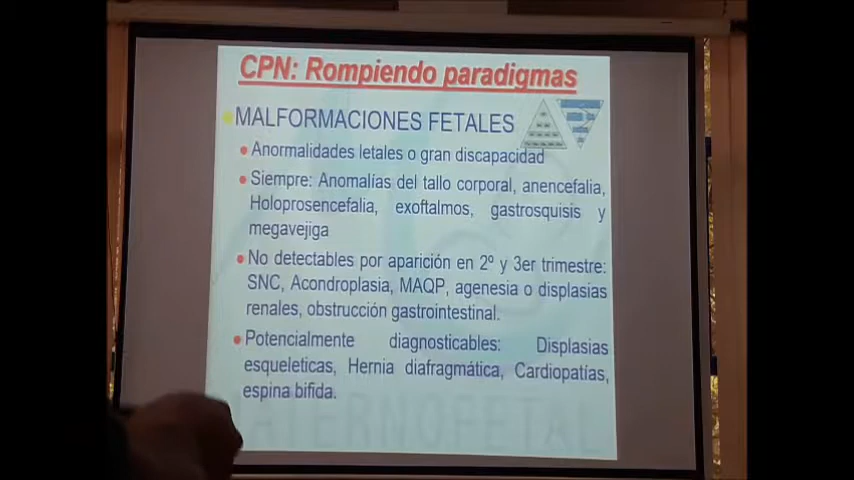 CPN: Rompiendo paradigmas
MALFORMACIONES FETALES
Anormalidades letales o gran discapacidad
Siempre: Anomalías del tallo corporal, anencefalia,
Holoprosencefalia, exoftalmos, gastrosquisis y
megavejiga
No detectables por aparición en 2º y 3er trimestre:
SNC, Acondroplasia, MAQP, agenesia o displasias
renales, obstrucción gastrointestinal.
Potencialmente diagnosticables: Displasias
esqueleticas, Hernia diafragmática, Cardiopatías,
espina bifida.
MATERNOFETAL